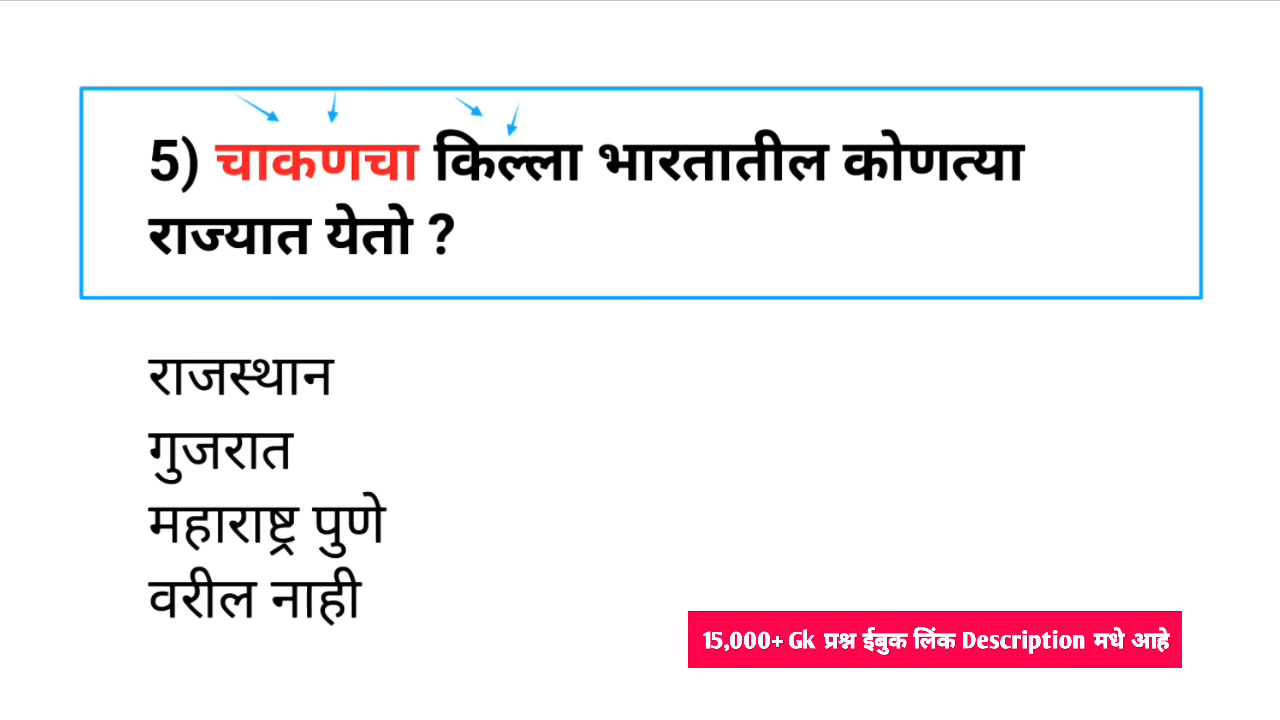 5) चाकणचा किल्ला भारतातील कोणत्या
राज्यात येतो ?
राजस्थान
गुजरात
महाराष्ट्र पुणे
वरील नाही
15,000+ Gk प्रश्न ईबुक लिंक Description मधे आहे